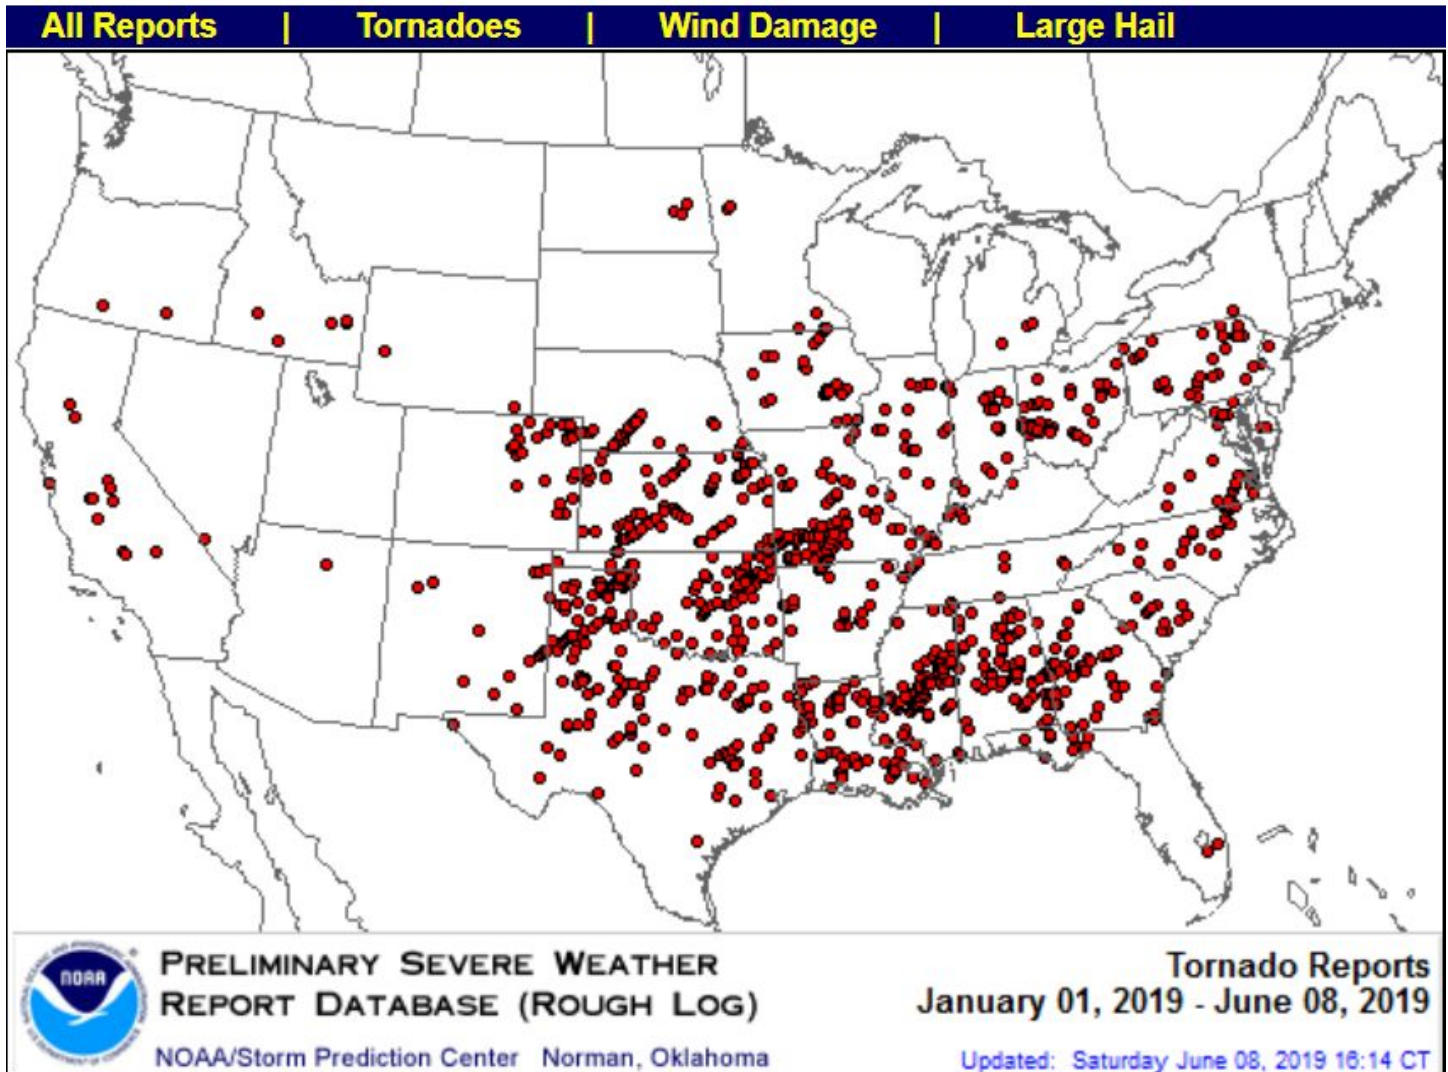 All Reports | Tornadoes | Wind Damage | Large Hail
NOAA
PRELIMINARY SEVERE WEATHER
REPORT DATABASE (ROUGH LOG)
NOAA/Storm Prediction Center Norman, Oklahoma
Tornado Reports
January 01, 2019 - June 08, 2019
Updated: Saturday June 08, 2019 16:14 CT